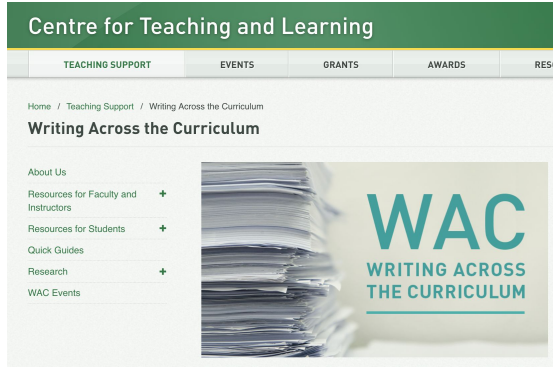 Centre for Teaching and Learning
TEACHING SUPPORT EVENTS GRANTS AWARDS
Home / Teaching Support / Writing Across the Curriculum
Writing Across the Curriculum
About Us
Resources for Faculty and +
Instructors
Resources for Students +
Quick Guides
Research +
WAC Events
WAC
WRITING ACROSS
THE CURRICULUM